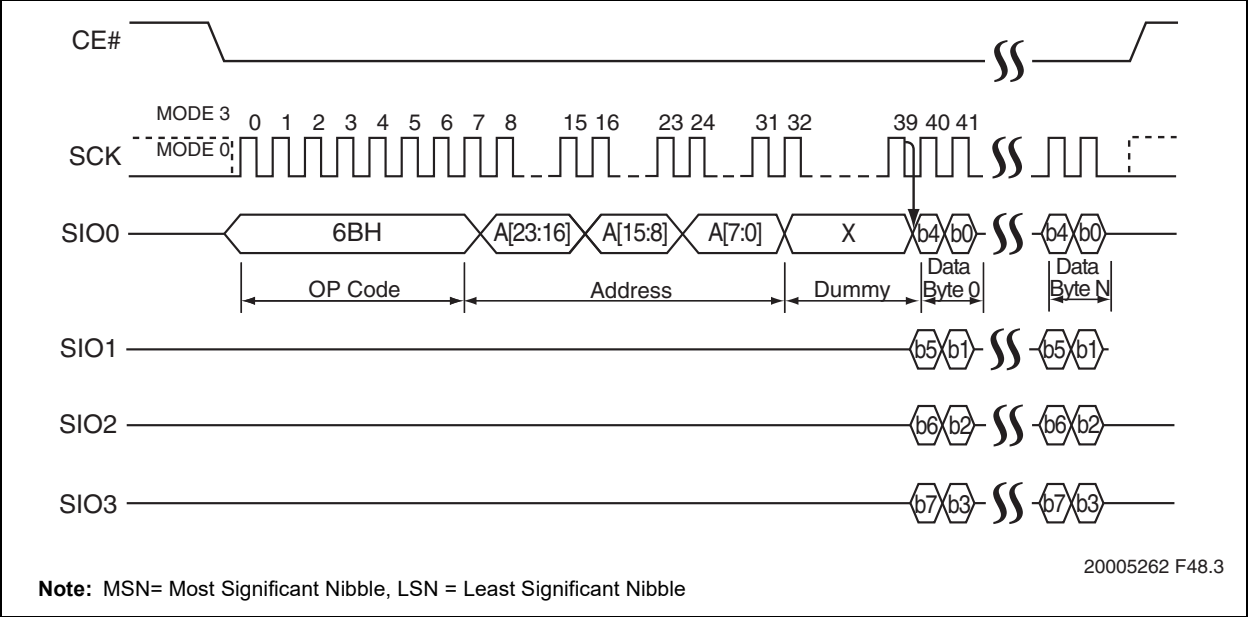 CE#
MODE 3
0 1 2 3 4 5 6 7 8 15 16 23 24 31 32 39 40 41
SCK
MODE 0
SIO0
6BH
A[23:16]
A[15:8]
A[7:0]
X
b4 b0
b4 b0
OP Code
Address
Dummy
Data
Byte 0
Data
Byte N
SIO1
b5 b1
b5 b1
SIO2
b6 b2
b6 b2
SIO3
b7 b3
b7 b3
20005262 F48.3
Note: MSN= Most Significant Nibble, LSN = Least Significant Nibble